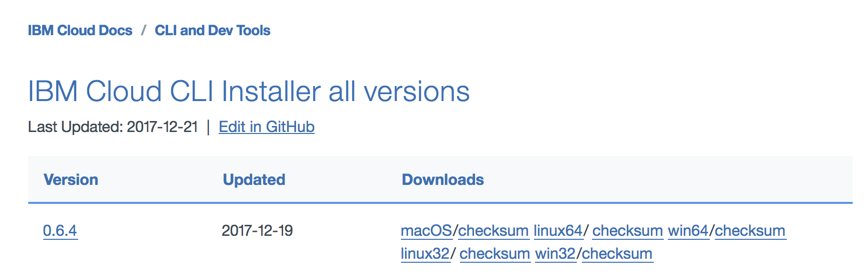 IBM Cloud Docs / CLI and Dev Tools
IBM Cloud CLI Installer all versions
Last Updated: 2017-12-21 | Edit in GitHub
Version Updated Downloads
0.6.4 2017-12-19 macOS/checksum linux64/ checksum win64/checksum
linux32/ checksum win32/checksum